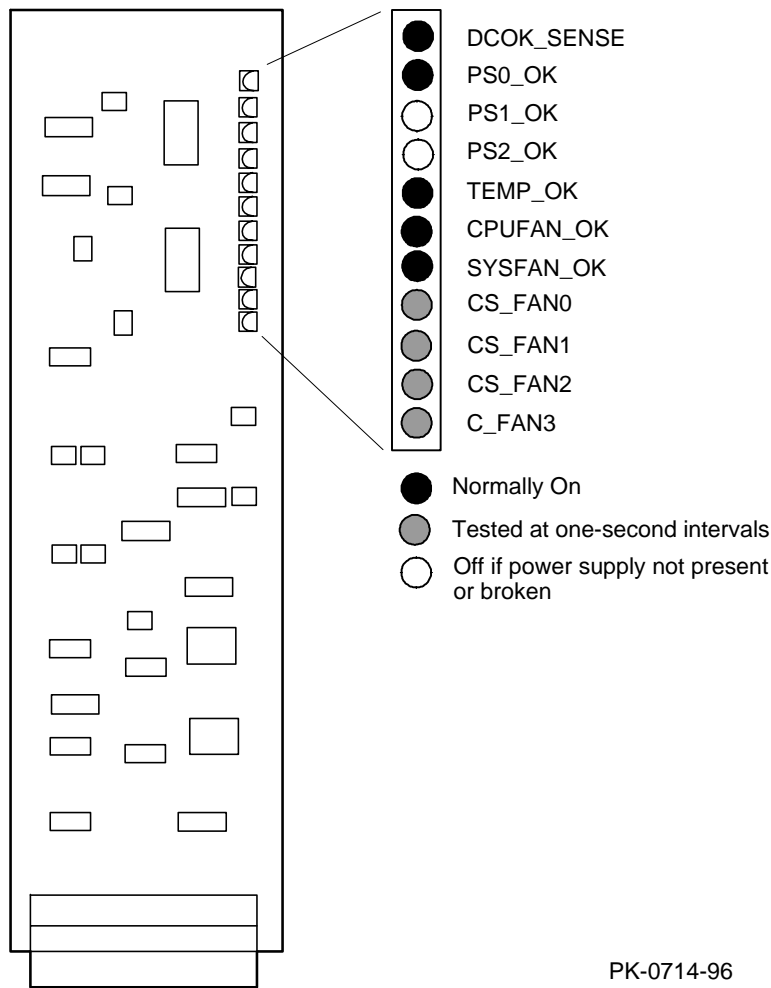 DCOK_SENSE
PS0_OK
PS1_OK
PS2_OK
TEMP_OK
CPUFAN_OK
SYSFAN_OK
CS_FAN0
CS_FAN1
CS_FAN2
C_FAN3
Normally On
Tested at one-second intervals
Off if power supply not present
or broken
PK-0714-96